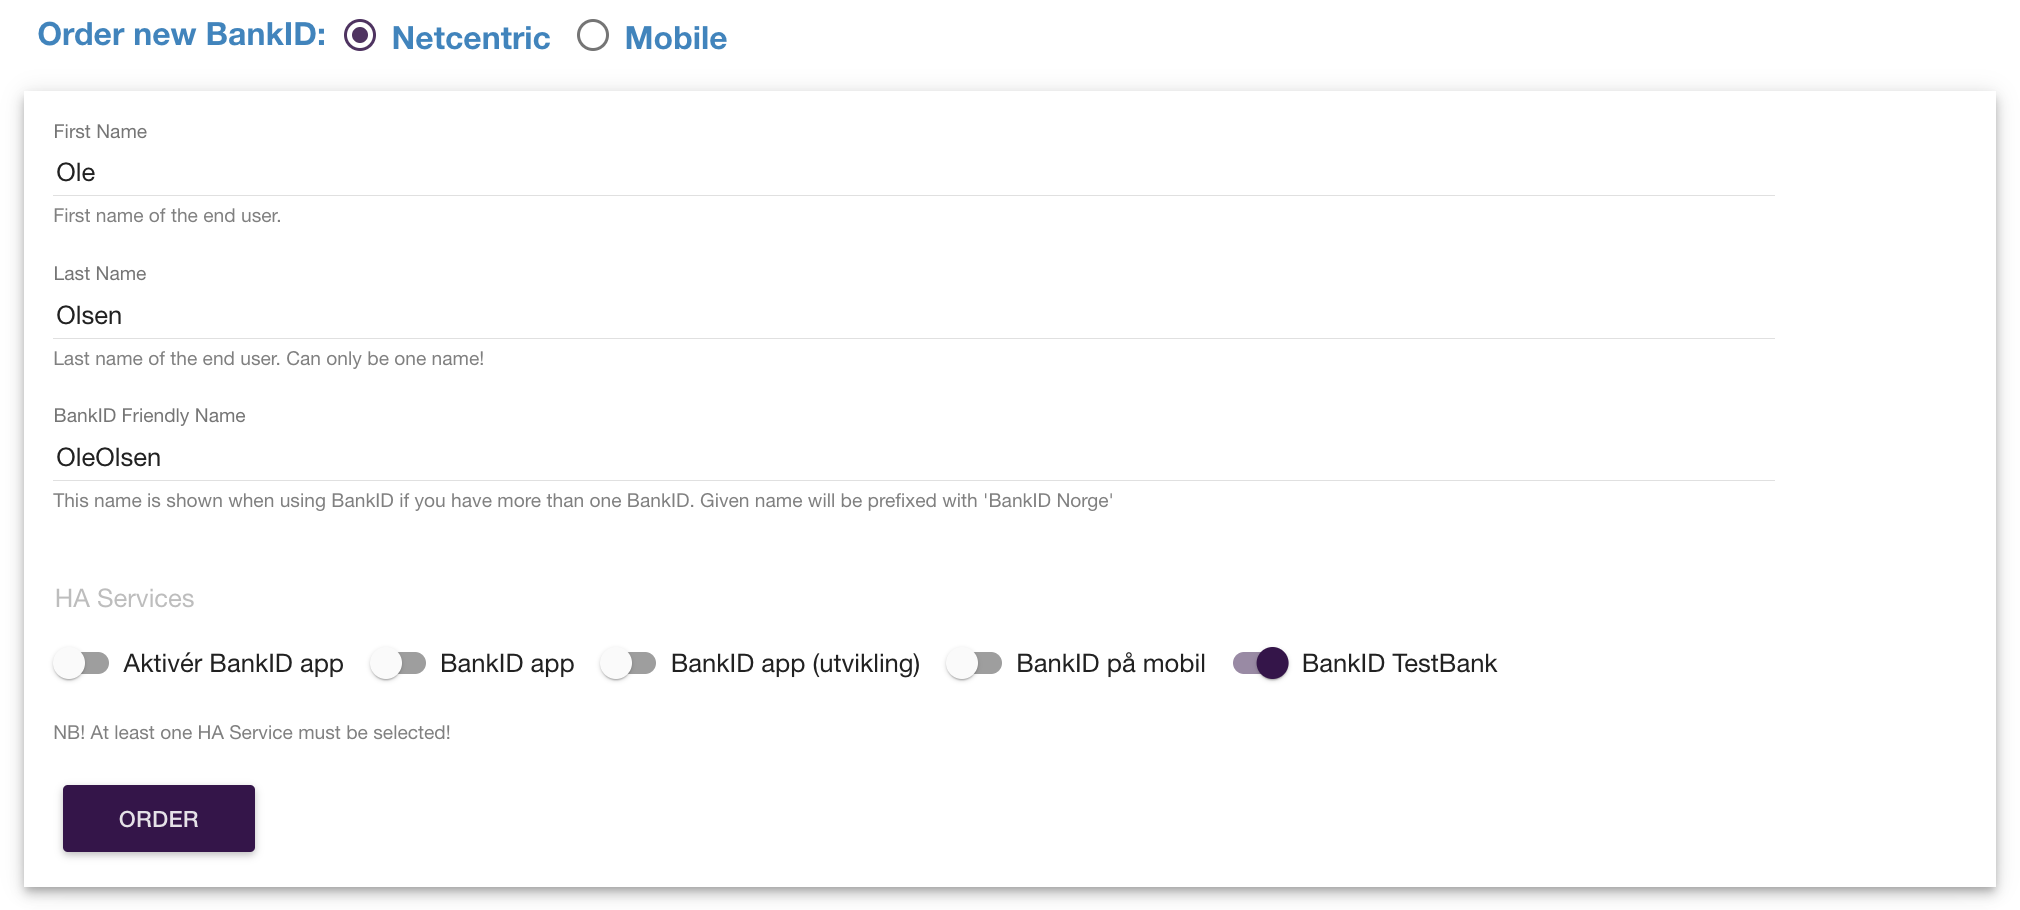 Order new BankID: Netcentric Mobile
First Name
Ole
First name of the end user.
Last Name
Olsen
Last name of the end user. Can only be one name!
BankID Friendly Name
OleOlsen
This name is shown when using BankID if you have more than one BankID. Given name will be prefixed with 'BankID Norge'
HA Services
Aktivér BankID app BankID app BankID app (utvikling) BankID på mobil BankID TestBank
NB! At least one HA Service must be selected!
ORDER